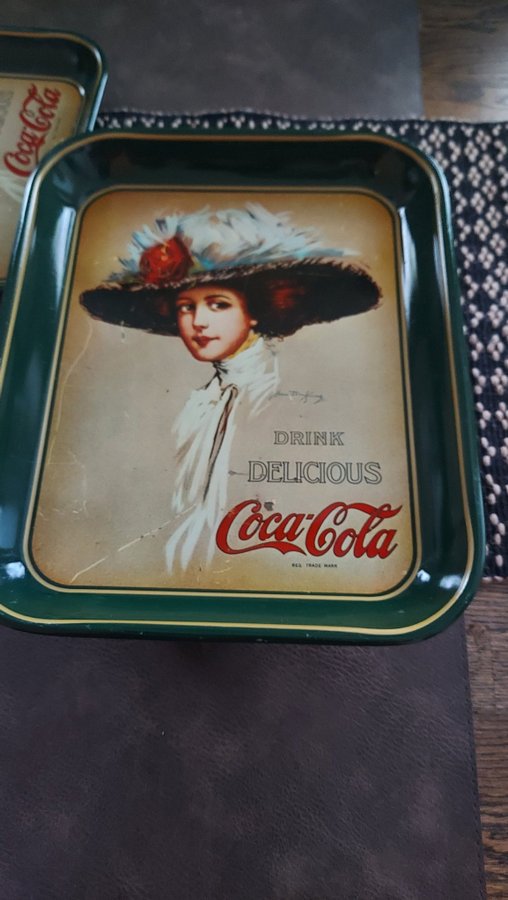 Coca-Cola
DRINK
DELICIOUS
Coca-Cola
REG. TRADE MARK